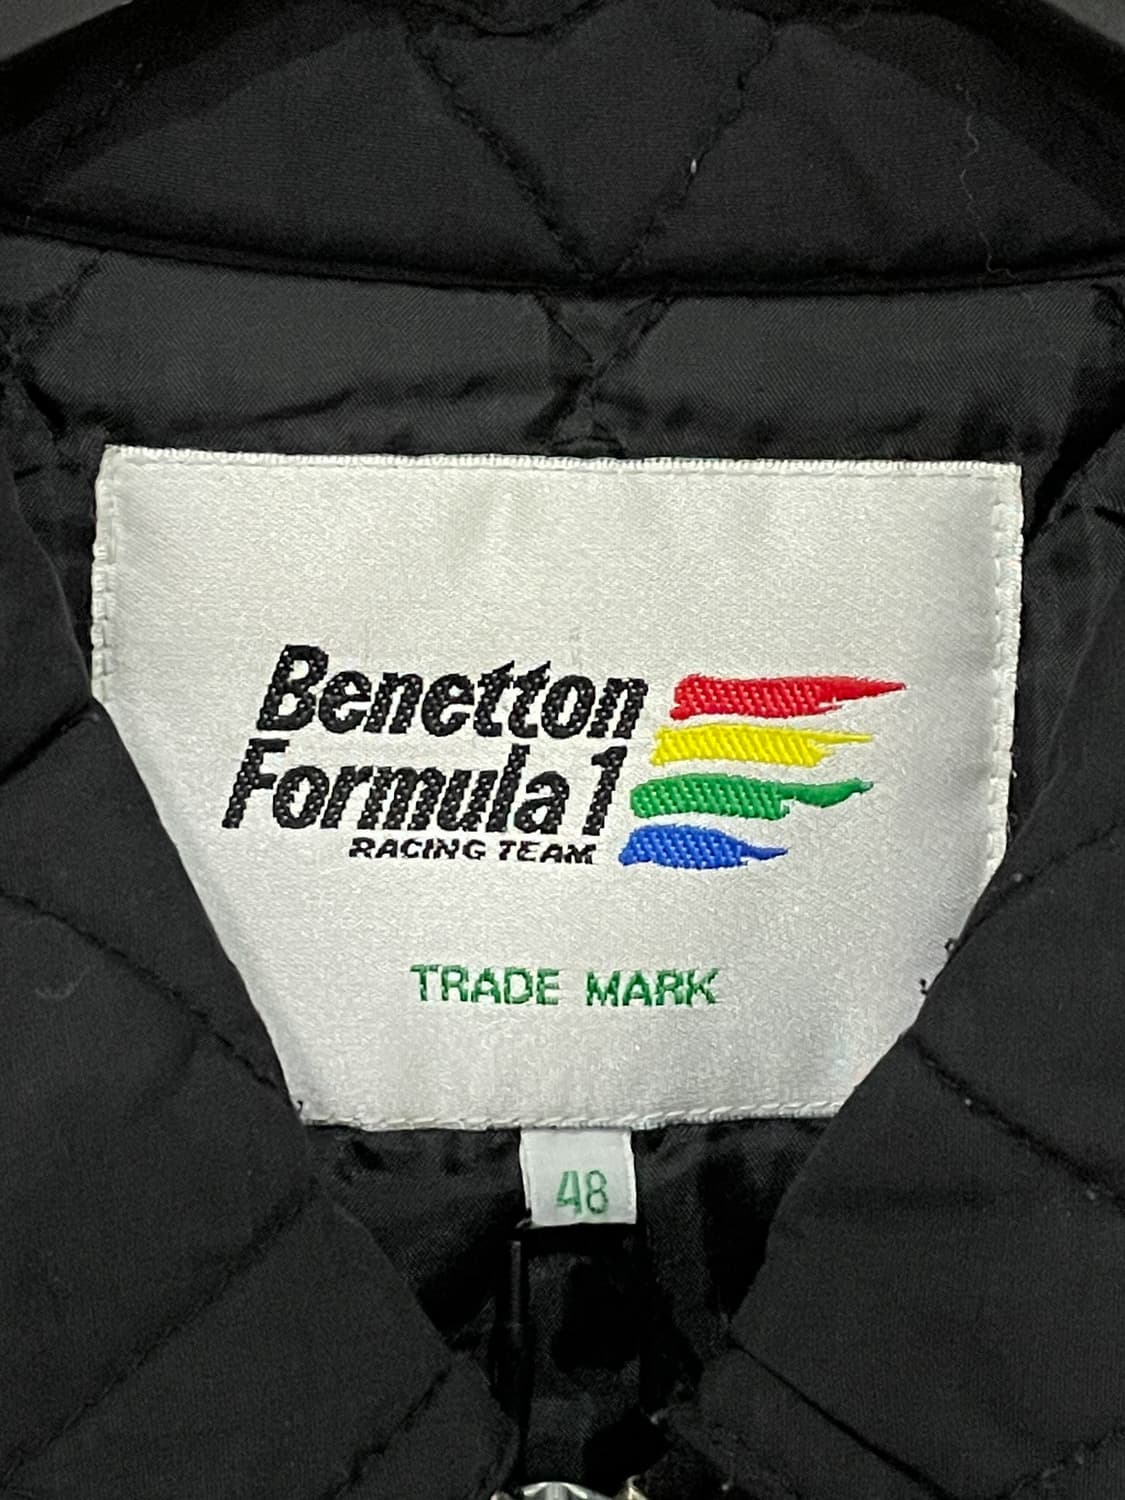 Benetton
Formula 1
RACING TEAM
TRADE MARK
48